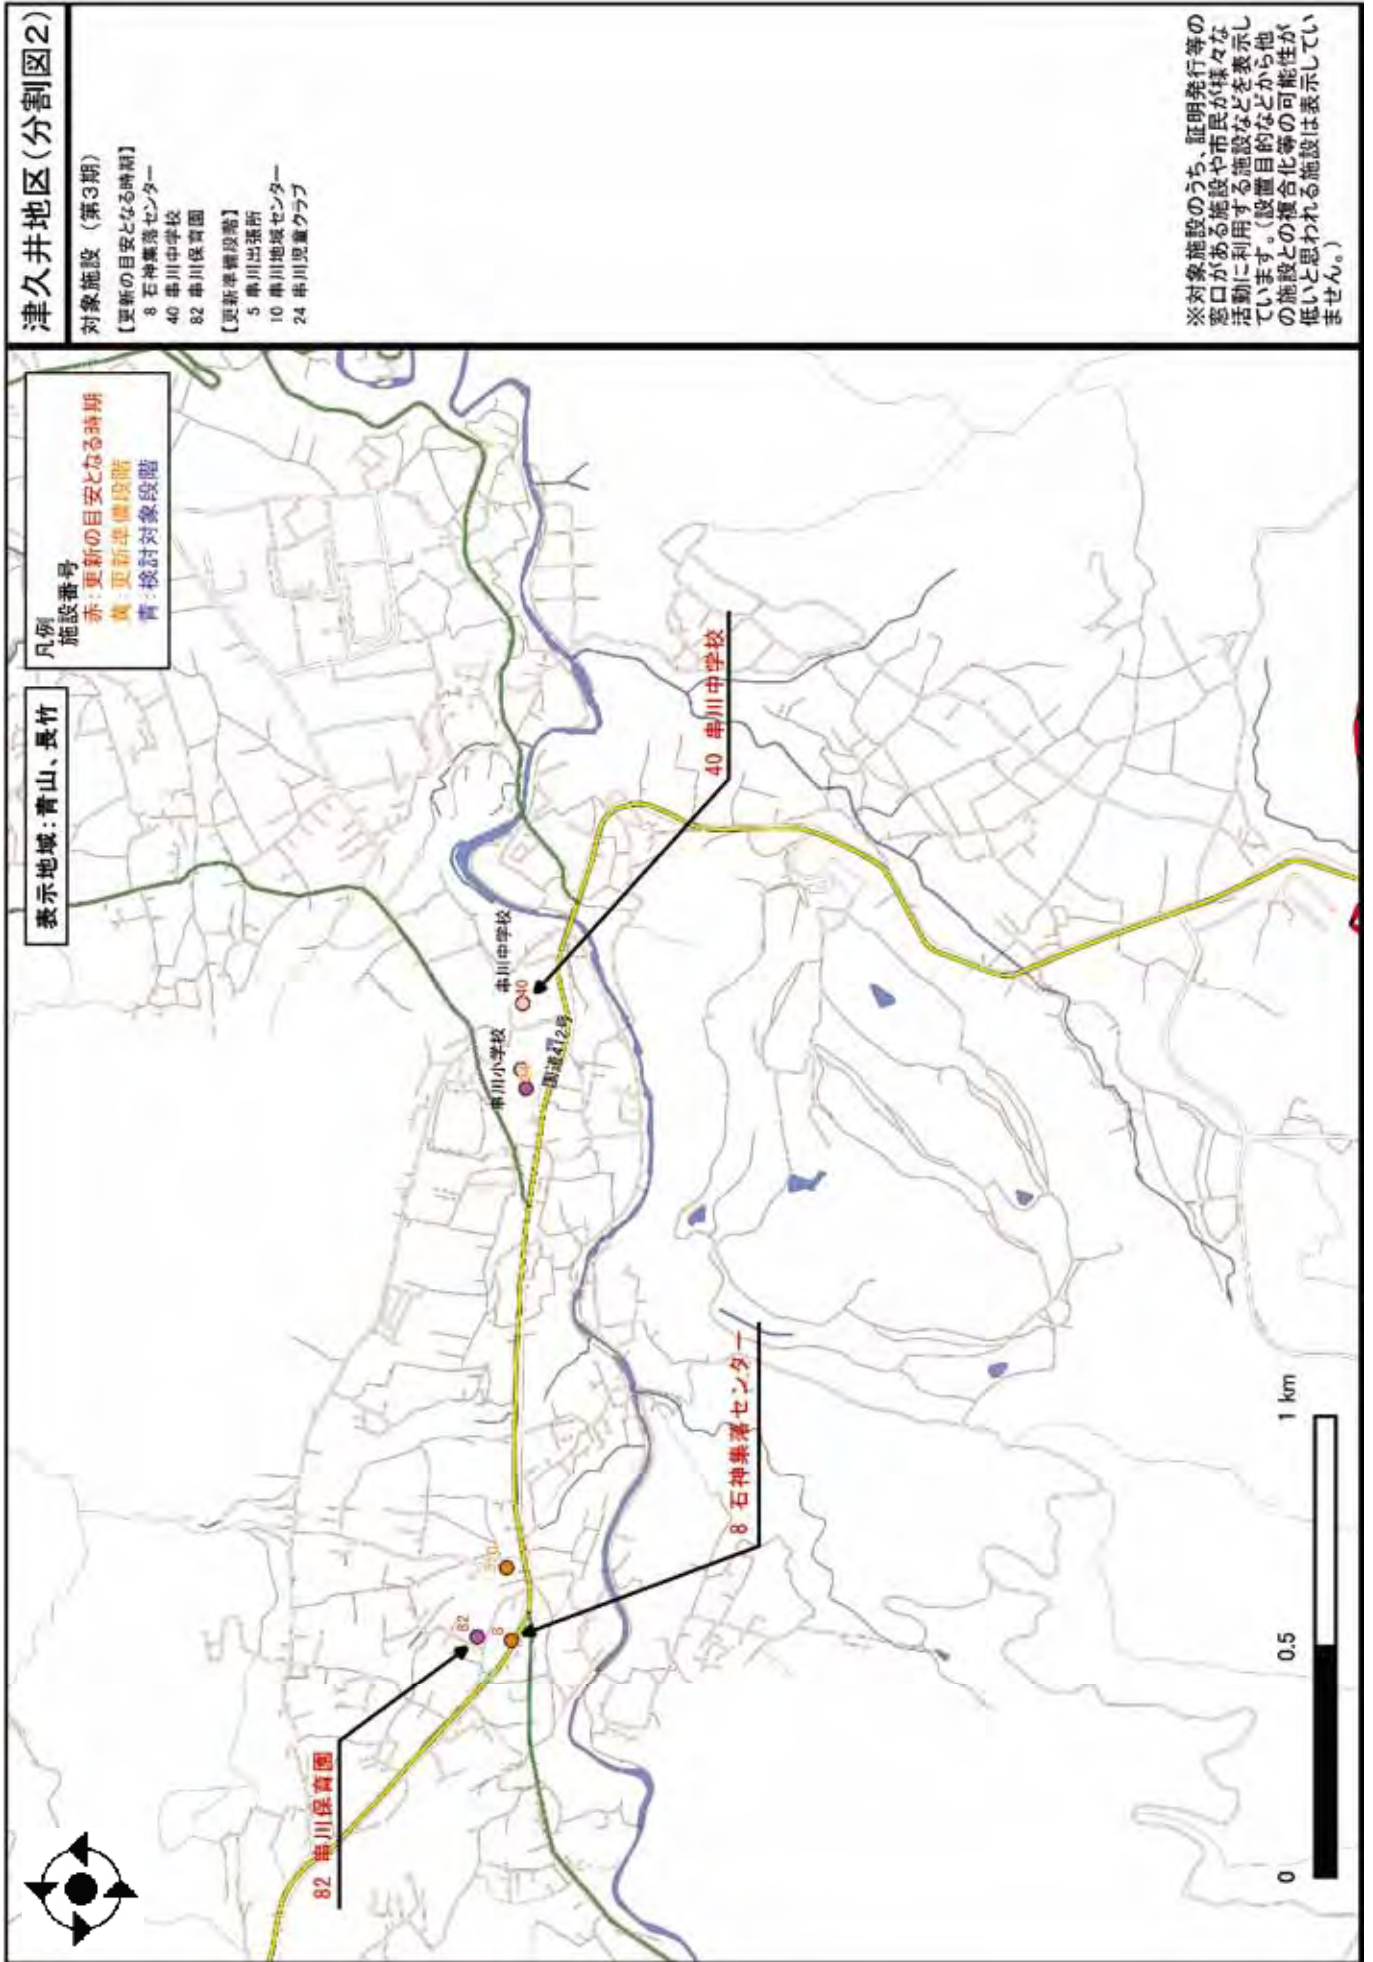 津久井地区(分割図2)
対象施設 (第3期)
【更新の目安となる時期】
8 石神集落センター
40 串川中学校
82 串川保育園
【更新準備段階】
5 串川出張所
10 串川地域センター
24 串川児童クラブ
※対象施設のうち、証明発行等の
窓口がある施設や市民が様々な
活動に利用する施設などを表示し
ています。(設置目的などから他
の施設との複合化等の可能性が
低いと思われる施設は表示してい
ません。)
表示地域:青山、長竹
凡例
施設番号
赤:更新の目安となる時期
黄:更新準備段階
青:検討対象段階
82 串川保育園
82
8
8 石神集落センター
串川小学校
串川中学校
40
国道412号
40 串川中学校
0 0.5 1 km